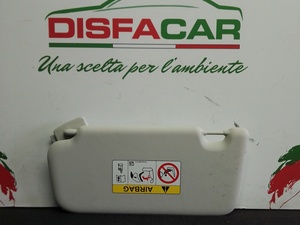 DISFACAR
Una scelta per l'ambiente
AIRBAG